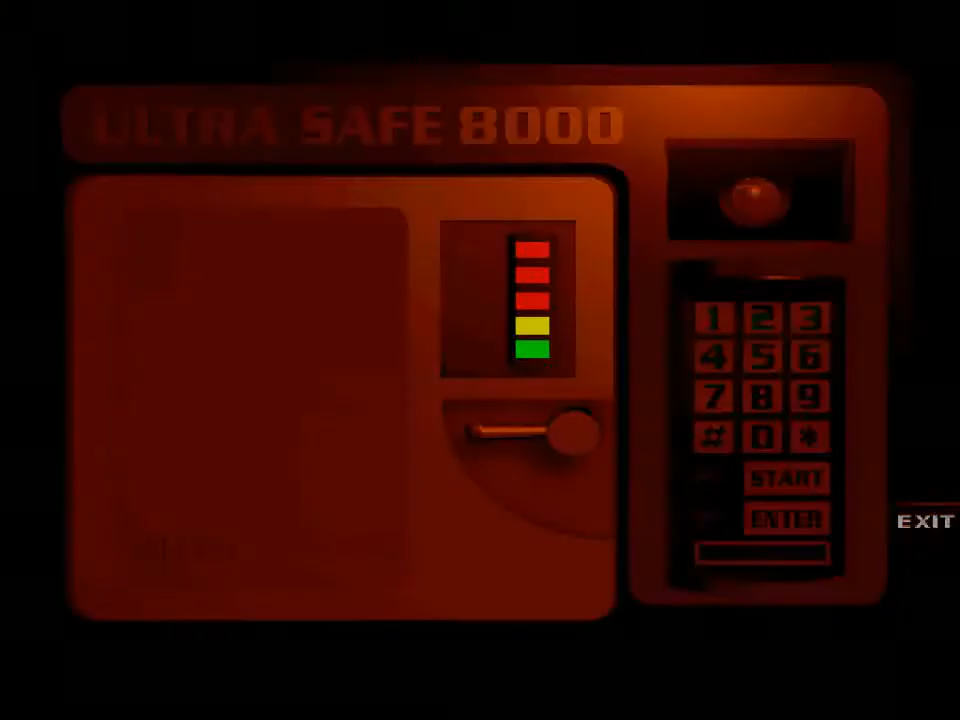 ULTRA SAFE 8000
1 2 3
4 5 6
7 8 9
# 0 *
START
ENTER
EXIT